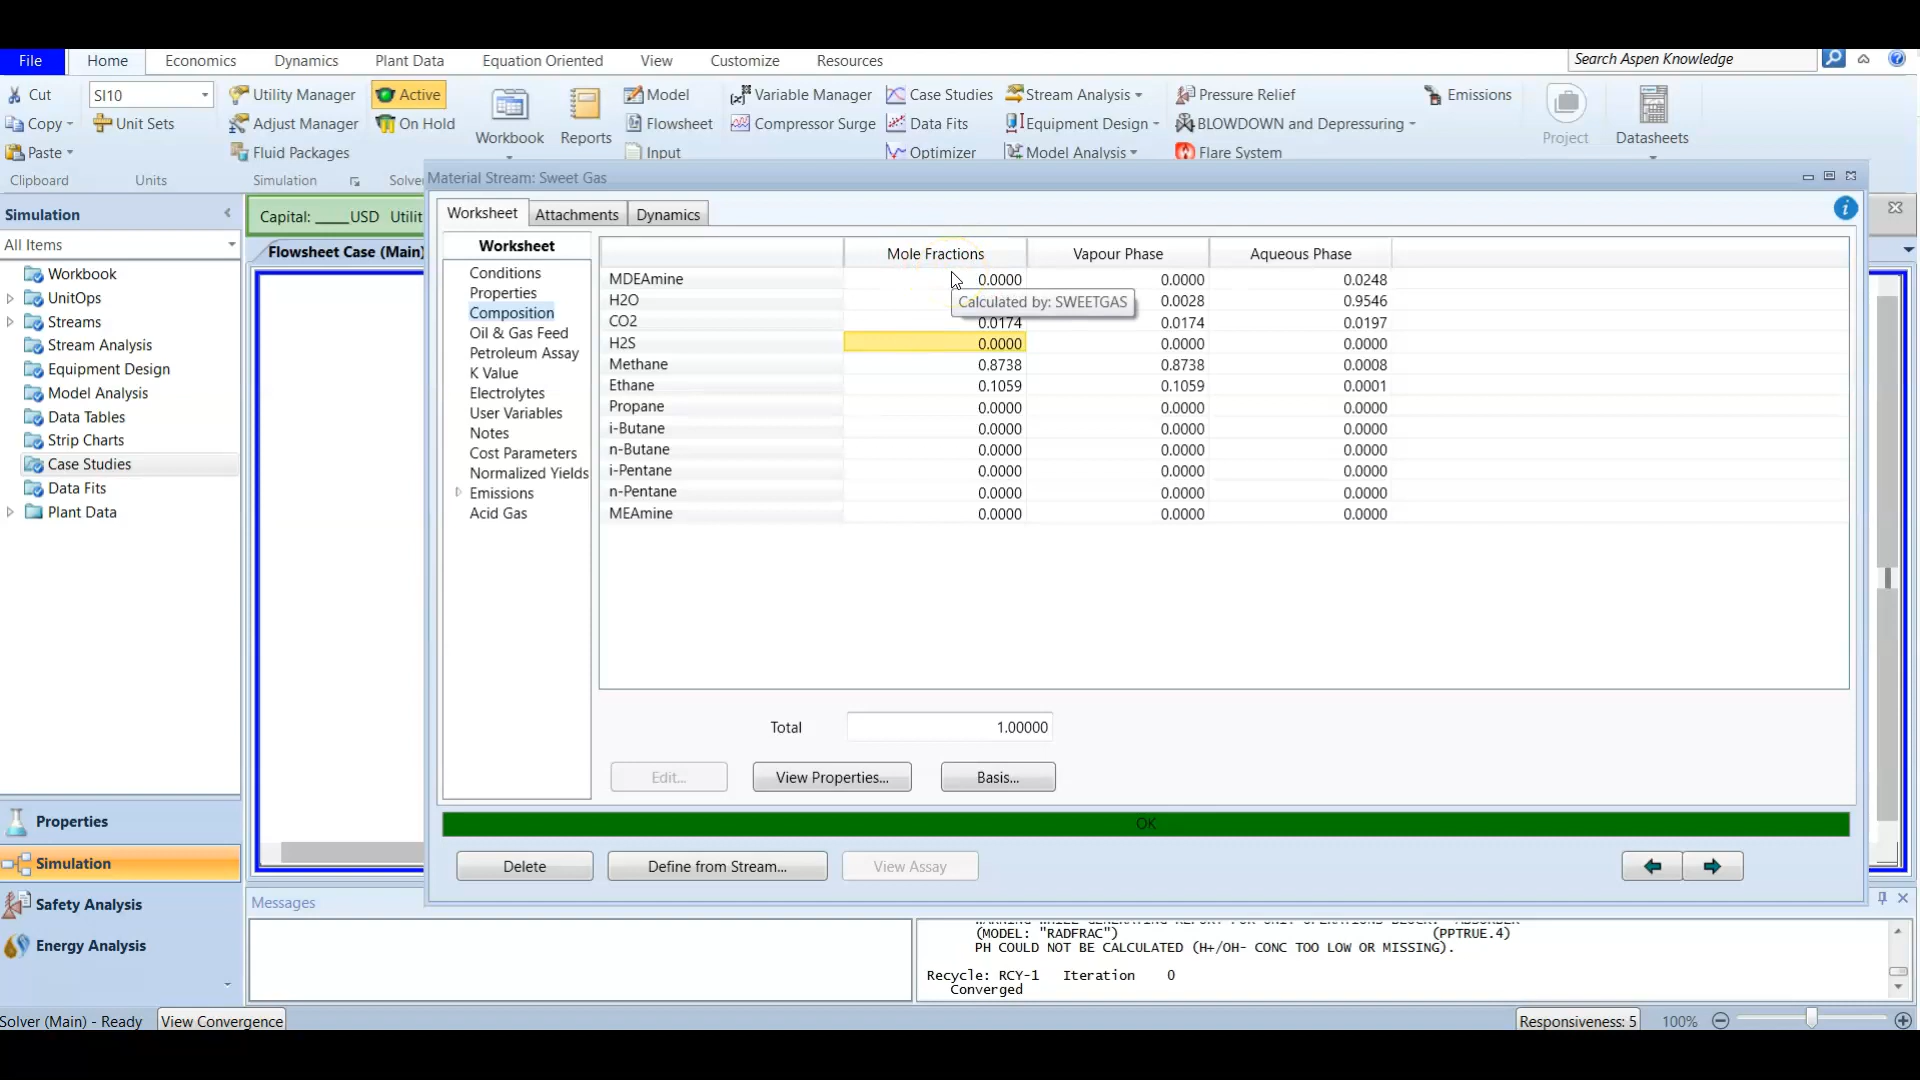 File Home Economics Dynamics Plant Data Equation Oriented View Customize Resources Search Aspen Knowledge
Cut SI10 Utility Manager Active Model Variable Manager Case Studies Stream Analysis Pressure Relief Emissions
Copy Unit Sets Adjust Manager On Hold Workbook Reports Flowsheet Compressor Surge Data Fits Equipment Design BLOWDOWN and Depressuring Project Datasheets
Paste Fluid Packages Input Optimizer Model Analysis Flare System
Clipboard Units Simulation Solver
Material Stream: Sweet Gas
Simulation
Capital: ____USD Utilit
All Items
Flowsheet Case (Main)
Workbook
UnitOps
Streams
Stream Analysis
Equipment Design
Model Analysis
Data Tables
Strip Charts
Case Studies
Data Fits
Plant Data
Properties
Simulation
Safety Analysis
Energy Analysis
Worksheet Attachments Dynamics
Worksheet
Conditions
Properties
Composition
Oil & Gas Feed
Petroleum Assay
K Value
Electrolytes
User Variables
Notes
Cost Parameters
Normalized Yields
Emissions
Acid Gas
Mole Fractions Vapour Phase Aqueous Phase
MDEAmine 0.0000 0.0000 0.0248
H2O 0.0028 0.9546
Calculated by: SWEETGAS
CO2 0.0174 0.0174 0.0197
H2S 0.0000 0.0000 0.0000
Methane 0.8738 0.8738 0.0008
Ethane 0.1059 0.1059 0.0001
Propane 0.0000 0.0000 0.0000
i-Butane 0.0000 0.0000 0.0000
n-Butane 0.0000 0.0000 0.0000
i-Pentane 0.0000 0.0000 0.0000
n-Pentane 0.0000 0.0000 0.0000
MEAmine 0.0000 0.0000 0.0000
Total 1.00000
Edit... View Properties... Basis...
OK
Delete Define from Stream... View Assay
Messages
(MODEL: "RADFRAC") (PPTRUE.4)
PH COULD NOT BE CALCULATED (H+/OH- CONC TOO LOW OR MISSING).
Recycle: RCY-1 Iteration 0
Converged
Solver (Main) - Ready View Convergence Responsiveness: 5 100%